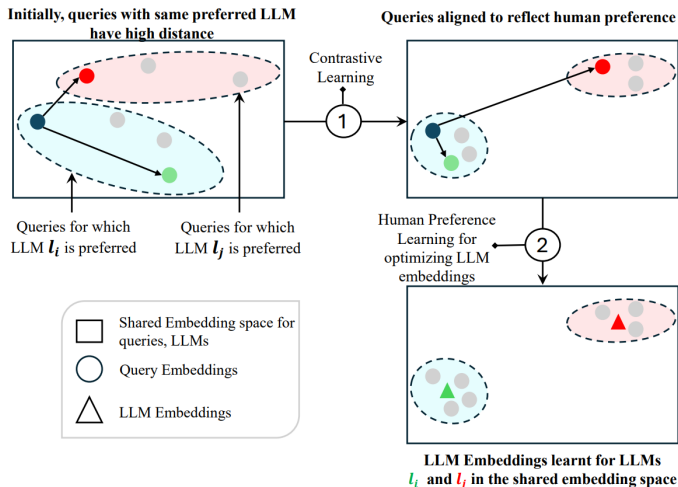 Initially, queries with same preferred LLM
have high distance
Queries aligned to reflect human preference
Contrastive
Learning
1
Queries for which
LLM l_i is preferred
Queries for which
LLM l_j is preferred
Human Preference
Learning for
optimizing LLM
embeddings
2
Shared Embedding space for
queries, LLMs
Query Embeddings
LLM Embeddings
LLM Embeddings learnt for LLMs
l_i and l_i in the shared embedding space